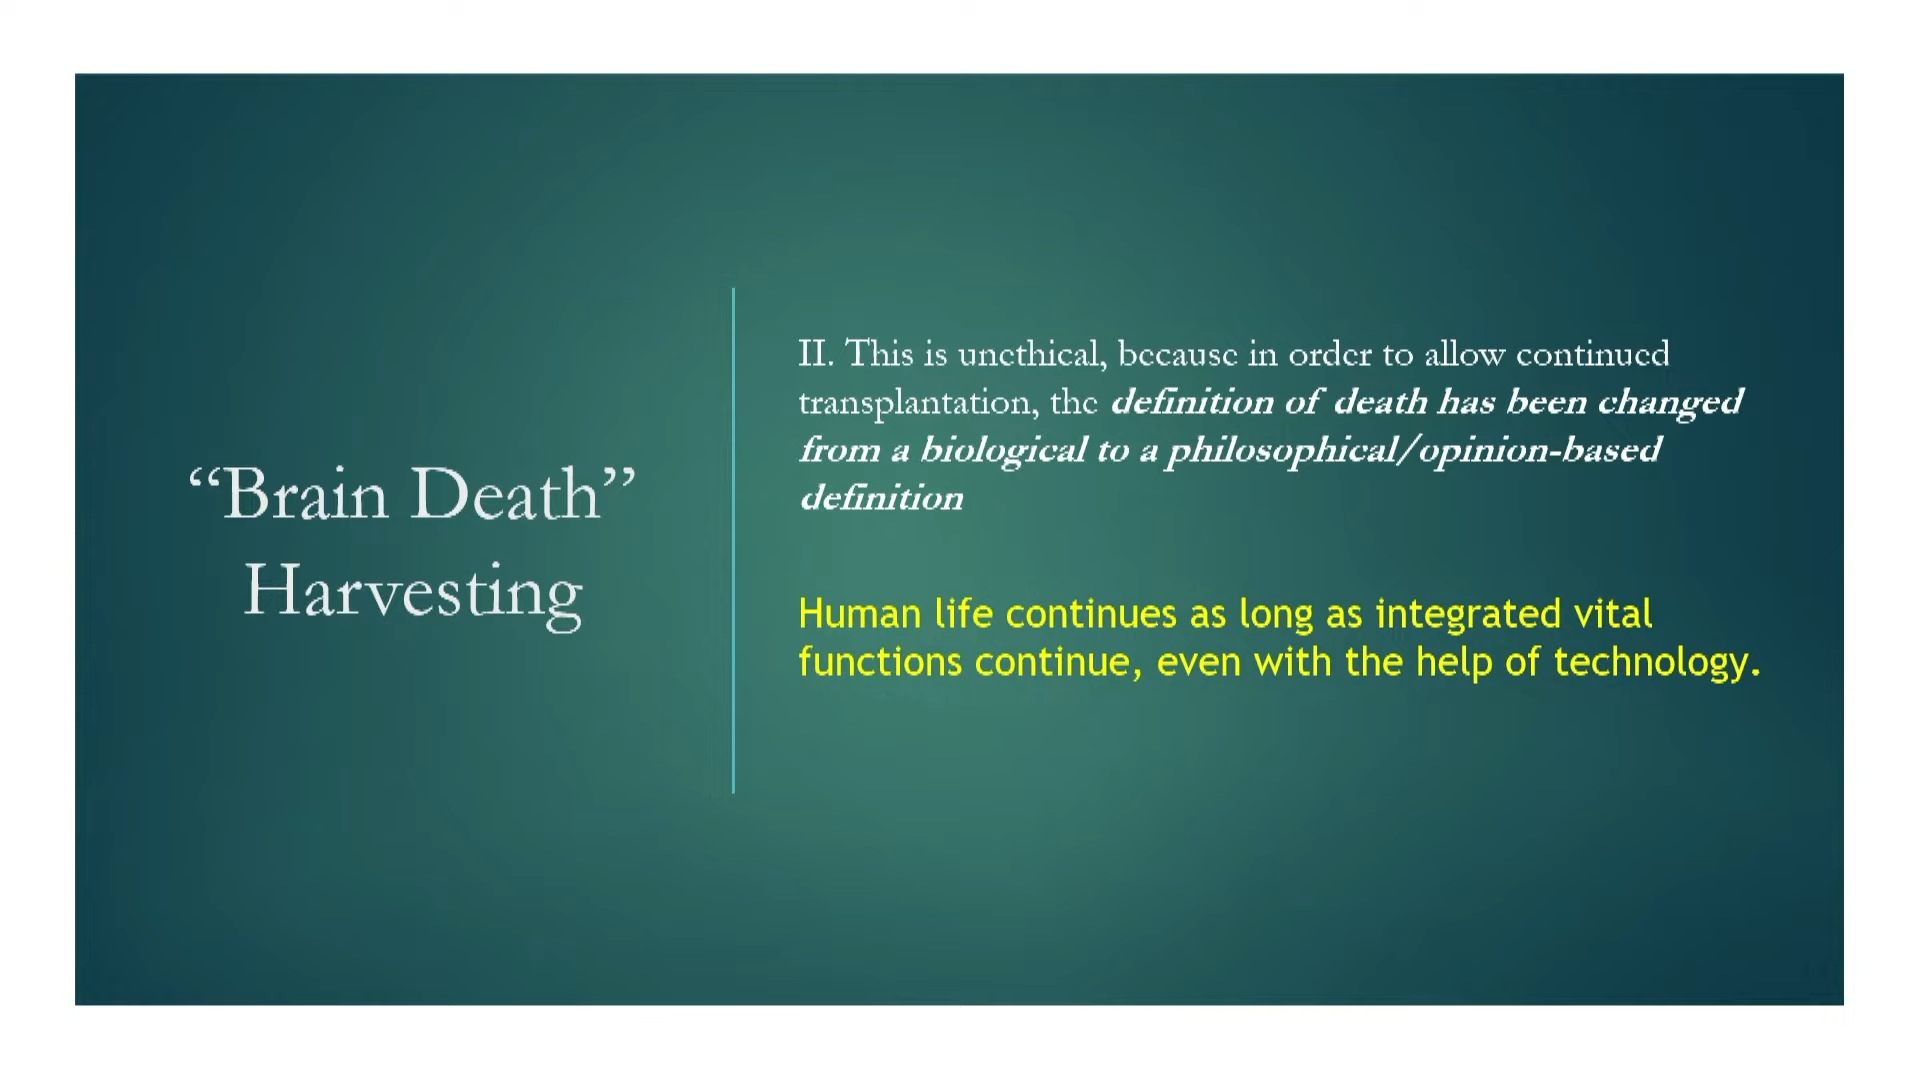 “Brain Death”
Harvesting
II. This is unethical, because in order to allow continued
transplantation, the definition of death has been changed
from a biological to a philosophical/opinion-based
definition
Human life continues as long as integrated vital
functions continue, even with the help of technology.